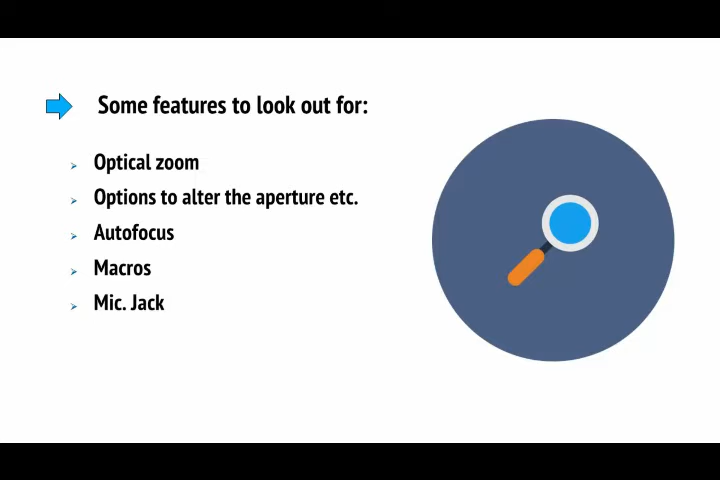 Some features to look out for:
Optical zoom
Options to alter the aperture etc.
Autofocus
Macros
Mic. Jack